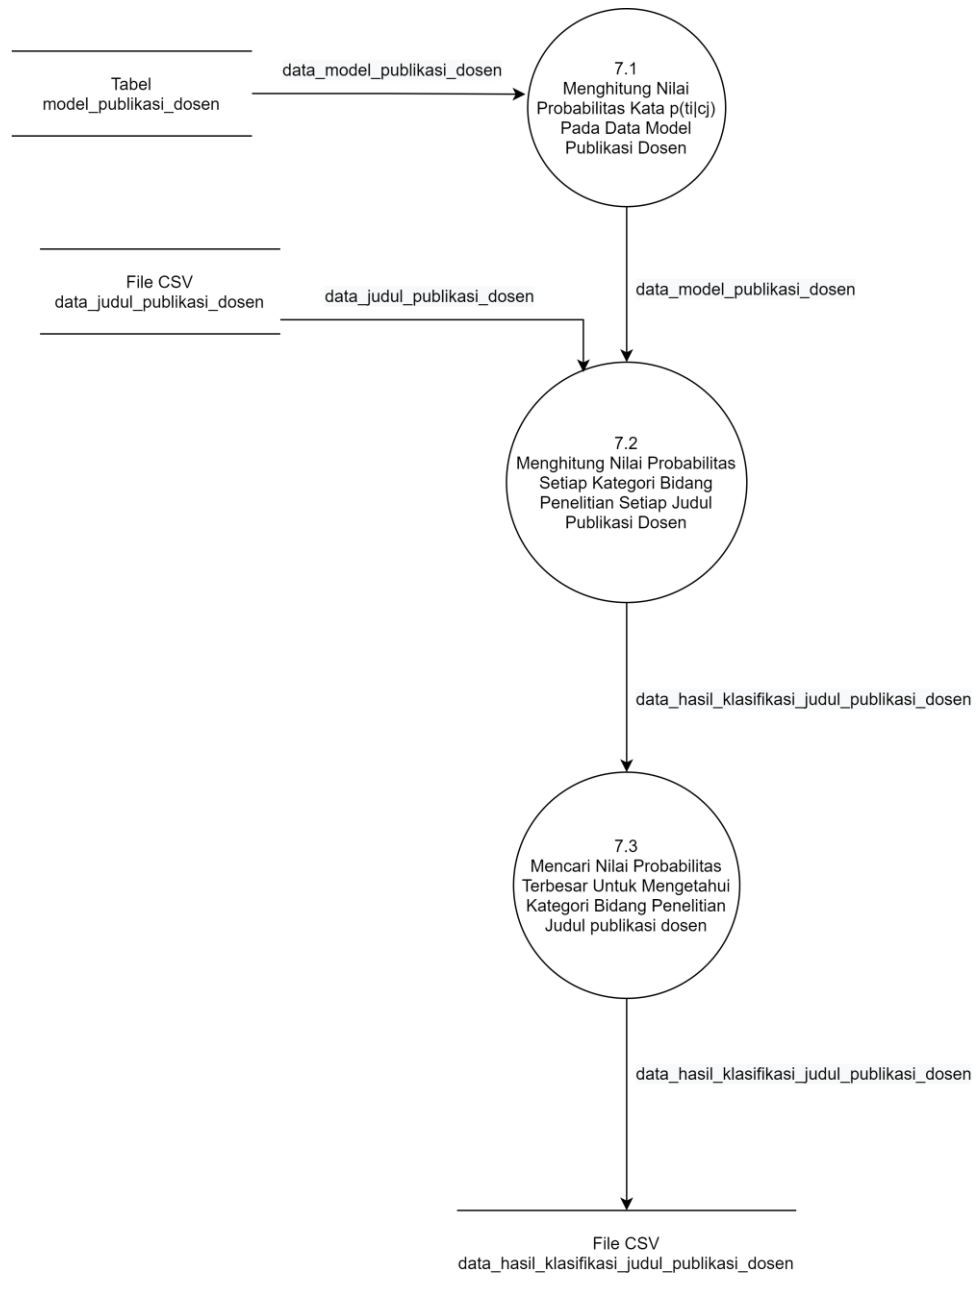 Tabel
model_publikasi_dosen
data_model_publikasi_dosen
7.1
Menghitung Nilai
Probabilitas Kata p(ti|cj)
Pada Data Model
Publikasi Dosen
File CSV
data_judul_publikasi_dosen
data_judul_publikasi_dosen
data_model_publikasi_dosen
7.2
Menghitung Nilai Probabilitas
Setiap Kategori Bidang
Penelitian Setiap Judul
Publikasi Dosen
data_hasil_klasifikasi_judul_publikasi_dosen
7.3
Mencari Nilai Probabilitas
Terbesar Untuk Mengetahui
Kategori Bidang Penelitian
Judul publikasi dosen
data_hasil_klasifikasi_judul_publikasi_dosen
File CSV
data_hasil_klasifikasi_judul_publikasi_dosen